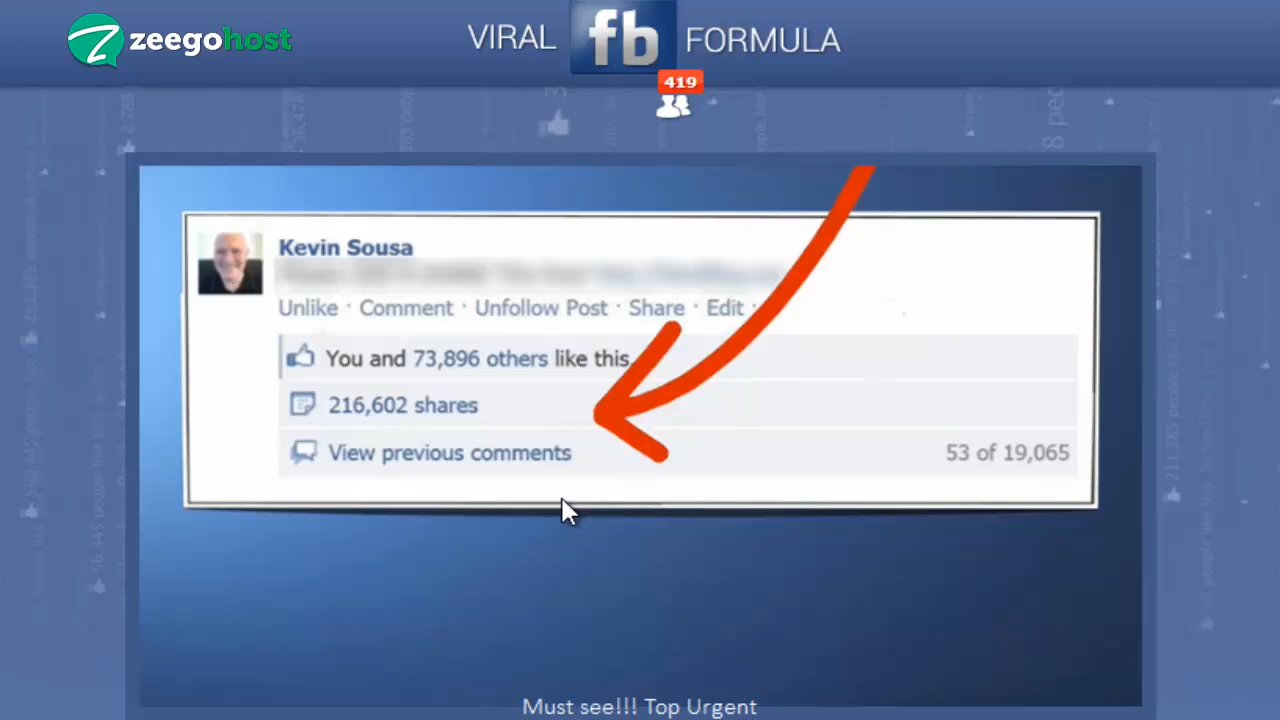 zeegohost
VIRAL fb FORMULA
419
Kevin Sousa
Unlike · Comment · Unfollow Post · Share · Edit ·
You and 73,896 others like this
216,602 shares
View previous comments 53 of 19,065
Must see!!! Top Urgent